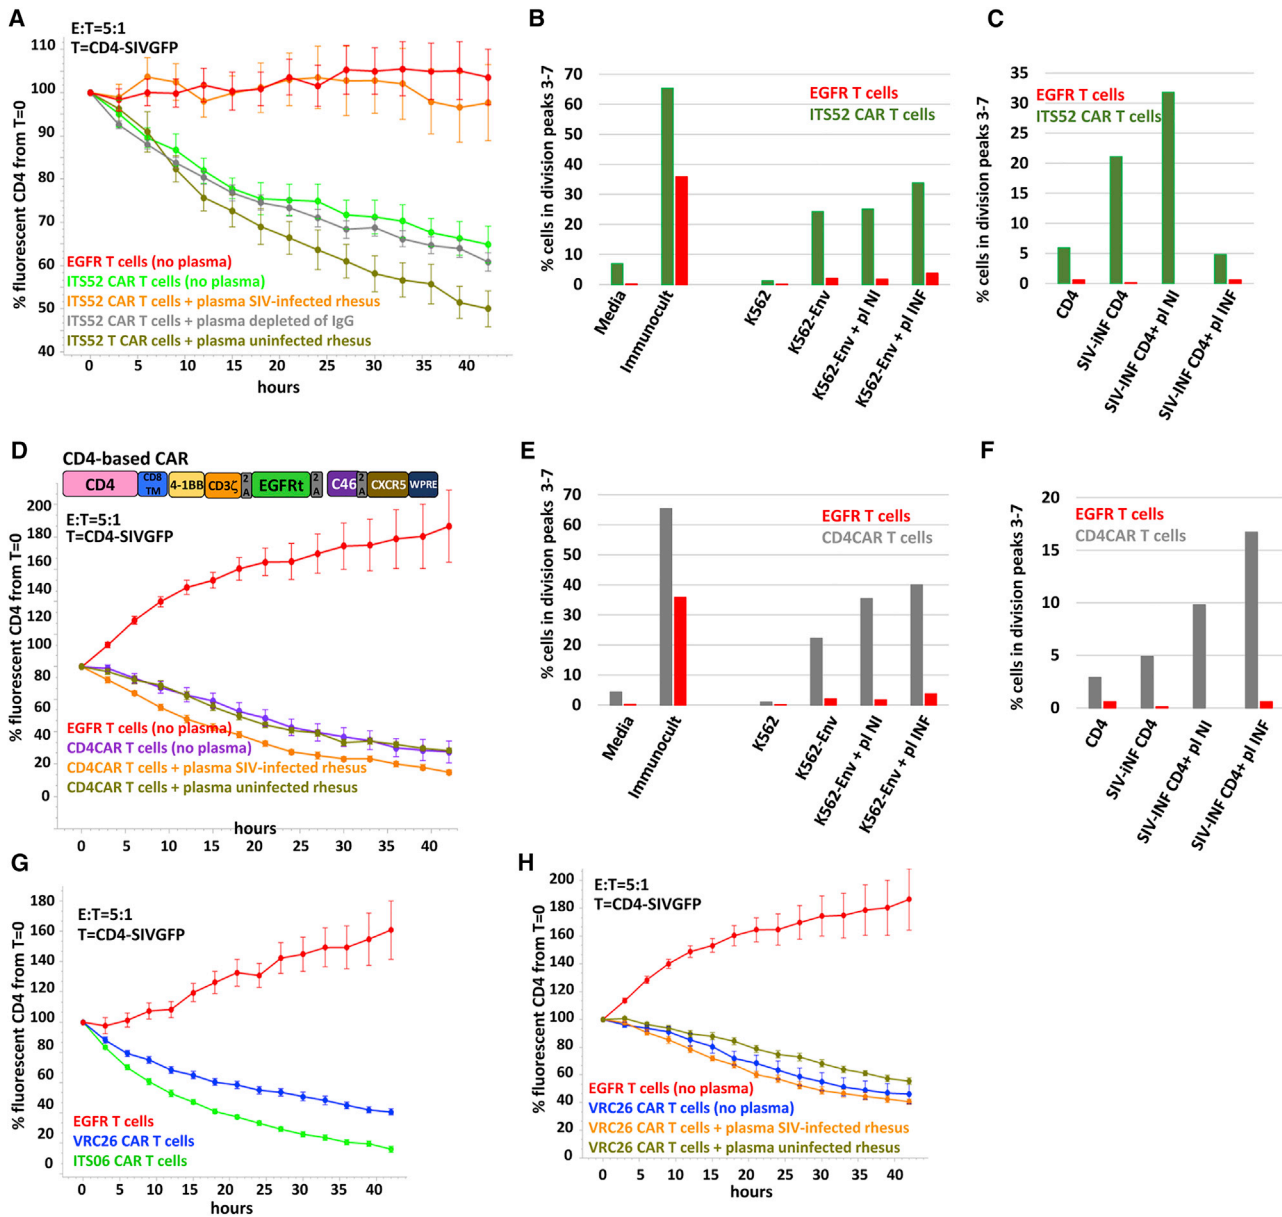 A
E:T=5:1
T=CD4-SIVGFP
% fluorescent CD4 from T=0
110
100
90
80
70
60
50
40
EGFR T cells (no plasma)
ITS52 CAR T cells (no plasma)
ITS52 CAR T cells + plasma SIV-infected rhesus
ITS52 CAR T cells + plasma depleted of IgG
ITS52 T CAR cells + plasma uninfected rhesus
0 5 10 15 20 25 30 35 40
hours
B
% cells in division peaks 3-7
70
60
50
40
30
20
10
0
EGFR T cells
ITS52 CAR T cells
Media
Immunocult
K562
K562-Env
K562-Env + pl NI
K562-Env + pl INF
C
% cells in division peaks 3-7
35
30
25
20
15
10
5
0
EGFR T cells
ITS52 CAR T cells
CD4
SIV-iNF CD4
SIV-INF CD4+ pl NI
SIV-INF CD4+ pl INF
D
CD4-based CAR
CD4
CD8
TM
4-1BB
CD3ζ
2
A
EGFRt
2
A
C46
2
A
CXCR5
WPRE
E:T=5:1
T=CD4-SIVGFP
% fluorescent CD4 from T=0
200
180
160
140
120
100
80
60
40
20
0
EGFR T cells (no plasma)
CD4CAR T cells (no plasma)
CD4CAR T cells + plasma SIV-infected rhesus
CD4CAR T cells + plasma uninfected rhesus
hours
0 5 10 15 20 25 30 35 40
E
% cells in division peaks 3-7
70
60
50
40
30
20
10
0
EGFR T cells
CD4CAR T cells
Media
Immunocult
K562
K562-Env
K562-Env + pl NI
K562-Env + pl INF
F
% cells in division peaks 3-7
20
15
10
5
0
EGFR T cells
CD4CAR T cells
CD4
SIV-iNF CD4
SIV-INF CD4+ pl NI
SIV-INF CD4+ pl INF
G
E:T=5:1
T=CD4-SIVGFP
% fluorescent CD4 from T=0
180
160
140
120
100
80
60
40
20
0
EGFR T cells
VRC26 CAR T cells
ITS06 CAR T cells
0 5 10 15 20 25 30 35 40
hours
H
E:T=5:1
T=CD4-SIVGFP
% fluorescent CD4 from T=0
200
180
160
140
120
100
80
60
40
20
0
EGFR T cells (no plasma)
VRC26 CAR T cells (no plasma)
VRC26 CAR T cells + plasma SIV-infected rhesus
VRC26 CAR T cells + plasma uninfected rhesus
0 5 10 15 20 25 30 35 40
hours